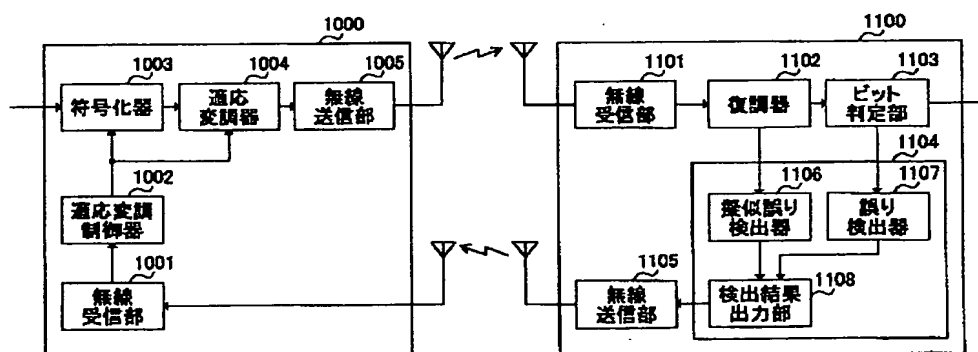 1000
1100
1003
1004
1005
1101
1102
1103
符号化器
適応
変調器
無線
送信部
無線
受信部
復調器
ビット
判定部
1104
1002
1106
1107
適応変調
制御器
擬似誤り
検出器
誤り
検出器
1001
1105
1108
無線
受信部
無線
送信部
検出結果
出力部